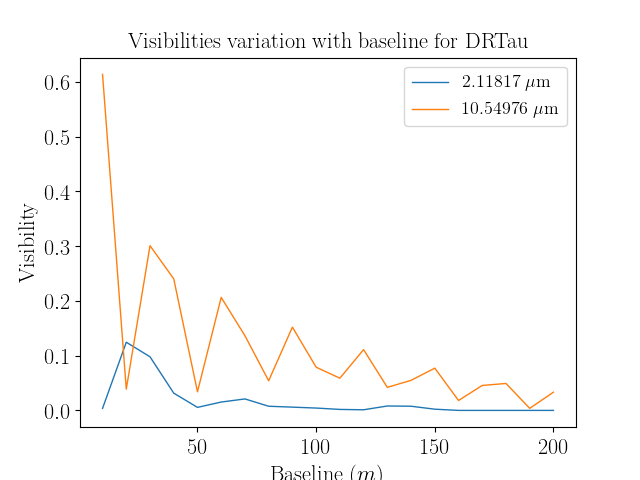 Visibilities variation with baseline for DRTau
2.11817 μm
10.54976 μm
Visibility
0.6
0.5
0.4
0.3
0.2
0.1
0.0
50 100 150 200
Baseline (m)